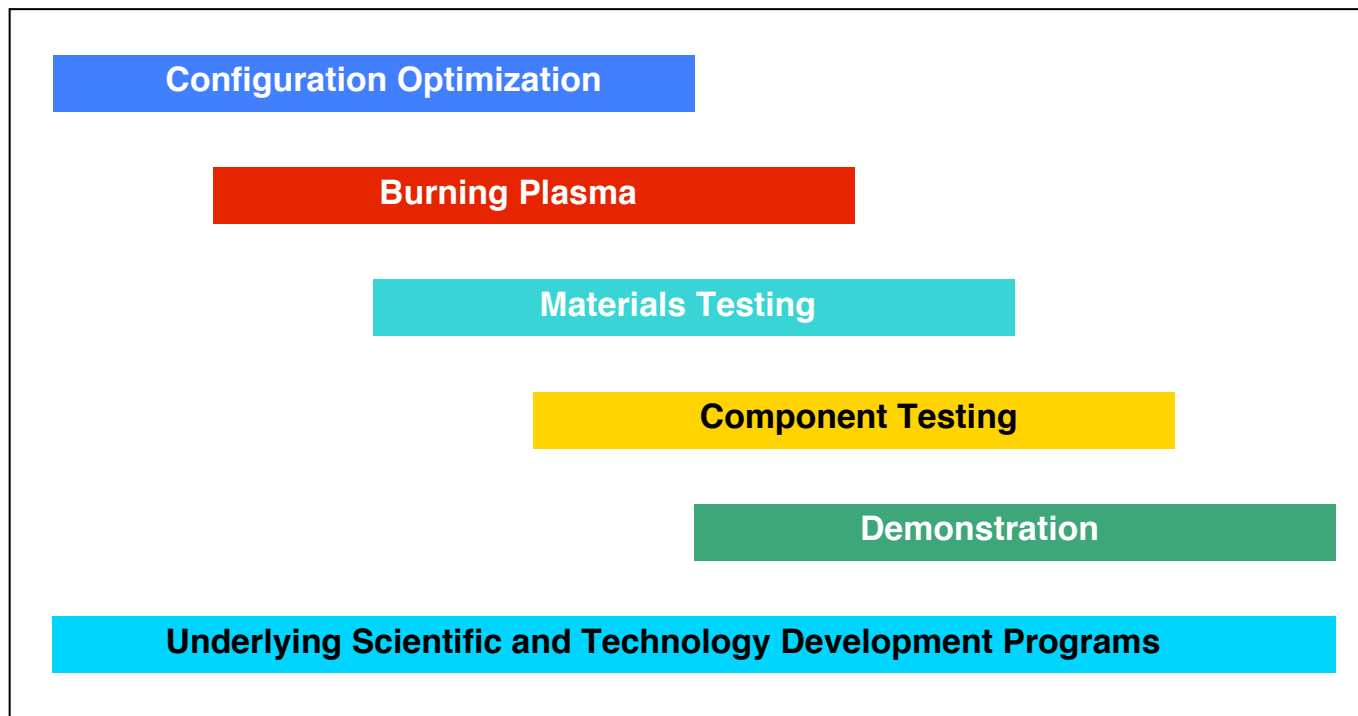 Configuration Optimization
Burning Plasma
Materials Testing
Component Testing
Demonstration
Underlying Scientific and Technology Development Programs